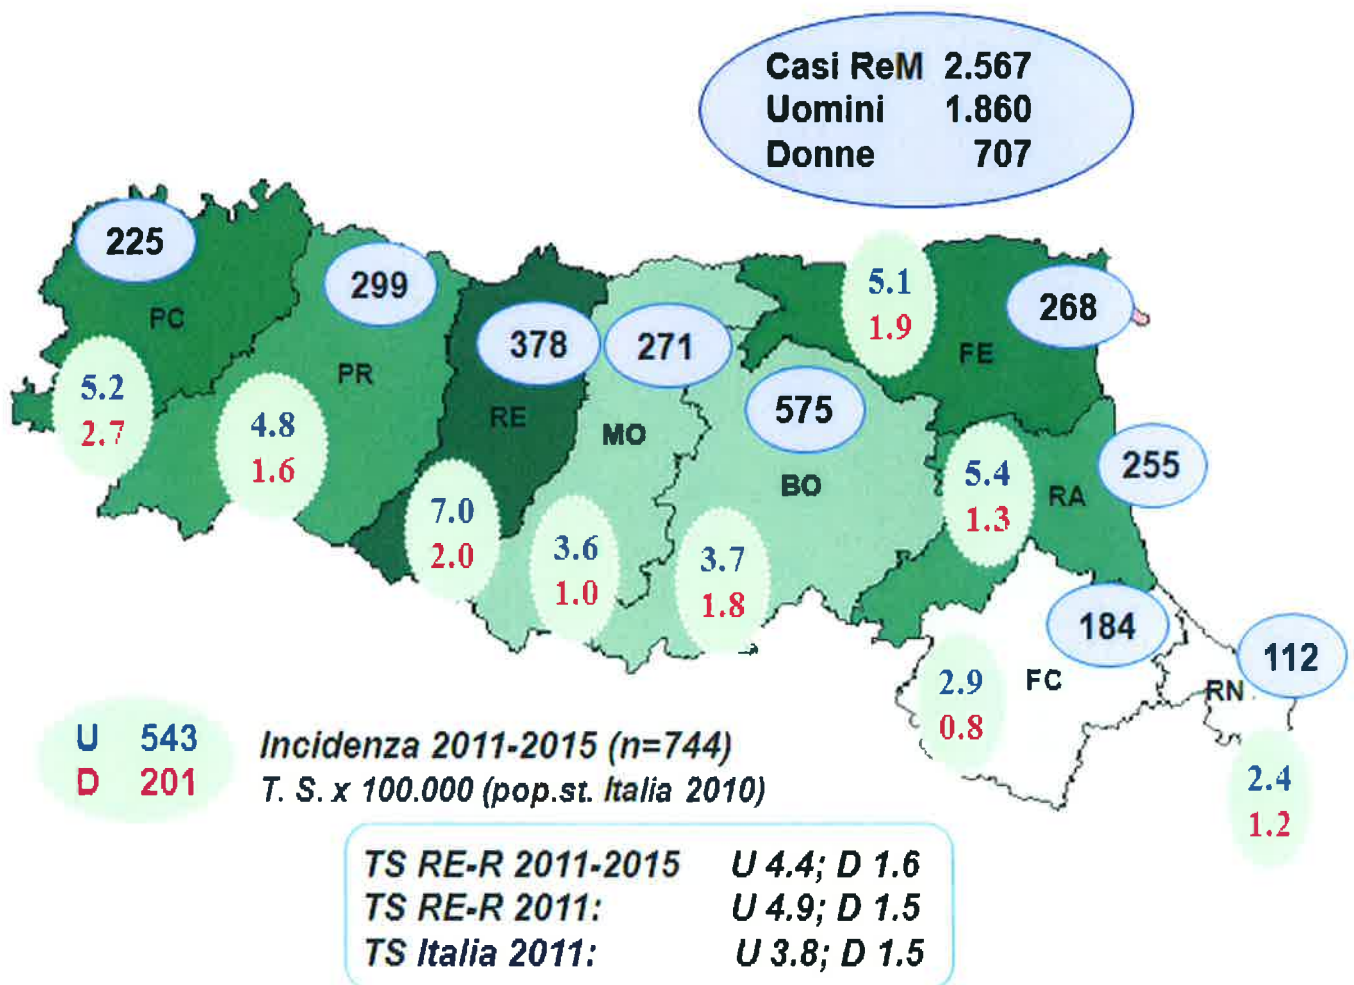 Casi ReM 2.567
Uomini 1.860
Donne 707
225
PC
5.2
2.7
299
PR
4.8
1.6
378
RE
7.0
2.0
271
MO
3.6
1.0
575
BO
3.7
1.8
5.1
1.9
268
FE
5.4
1.3
RA
255
184
FC
2.9
0.8
112
RN
2.4
1.2
U 543
D 201
Incidenza 2011-2015 (n=744)
T. S. x 100.000 (pop.st. Italia 2010)
TS RE-R 2011-2015 U 4.4; D 1.6
TS RE-R 2011: U 4.9; D 1.5
TS Italia 2011: U 3.8; D 1.5